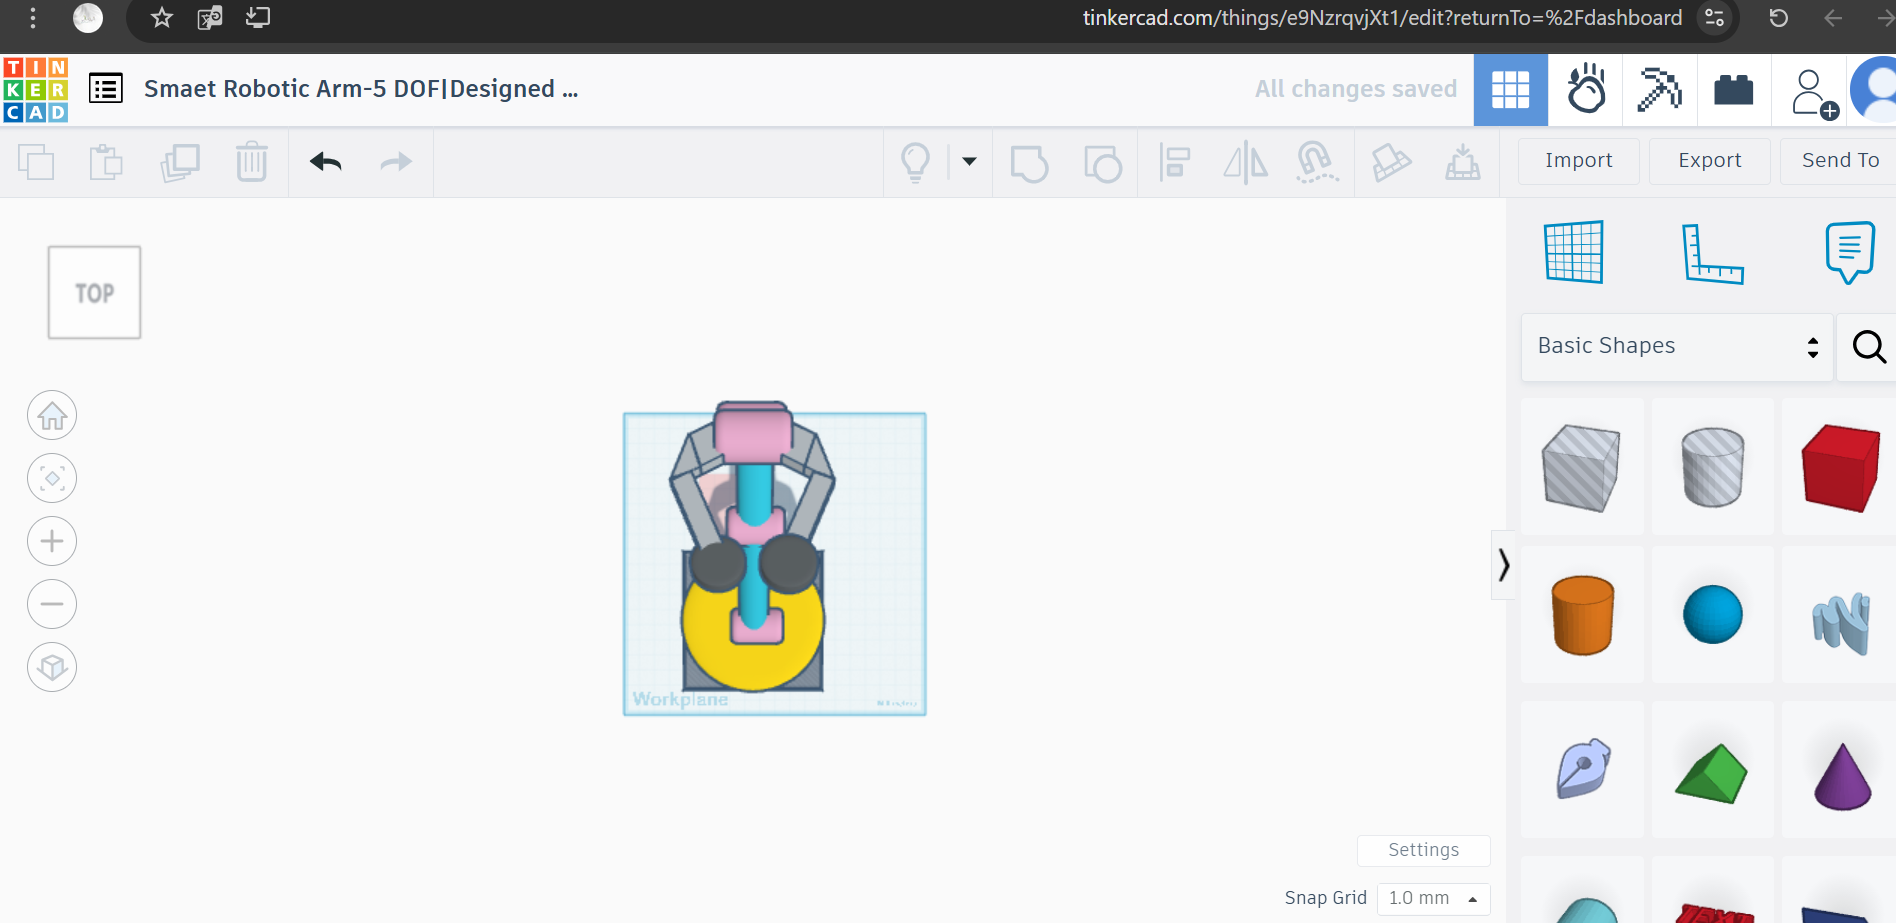 tinkercad.com/things/e9NzrqvjXt1/edit?returnTo=%2Fdashboard
TIN
KER
CAD
Smaet Robotic Arm-5 DOF|Designed ...
All changes saved
Import
Export
Send To
TOP
Basic Shapes
Workplane
Settings
Snap Grid
1.0 mm